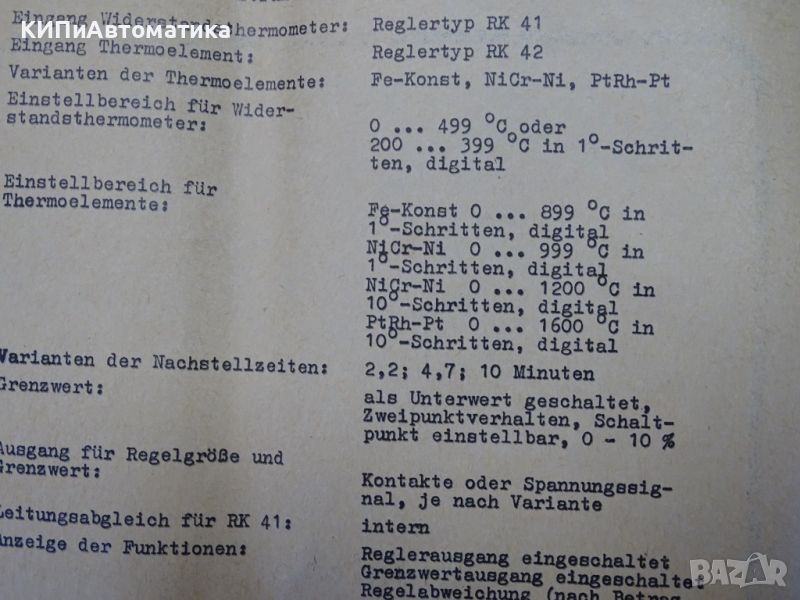 КИПиАвтоматика
Eingang Widerstandsthermometer: Reglertyp RK 41
Eingang Thermoelement: Reglertyp RK 42
Varianten der Thermoelemente: Fe-Konst, NiCr-Ni, PtRh-Pt
Einstellbereich für Wider-
standsthermometer: 0 ... 499 °C oder
200 ... 399 °C in 1°-Schrit-
ten, digital
Einstellbereich für
Thermoelemente: Fe-Konst 0 ... 899 °C in
1°-Schritten, digital
NiCr-Ni 0 ... 999 °C in
1°-Schritten, digital
NiCr-Ni 0 ... 1200 °C in
10°-Schritten, digital
PtRh-Pt 0 ... 1600 °C in
10°-Schritten, digital
Varianten der Nachstellzeiten: 2,2; 4,7; 10 Minuten
Grenzwert: als Unterwert geschaltet,
Zweipunktverhalten, Schalt-
punkt einstellbar, 0 - 10 %
Ausgang für Regelgröße und
Grenzwert: Kontakte oder Spannungssig-
nal, je nach Variante
Leitungsabgleich für RK 41: intern
Anzeige der Funktionen: Reglerausgang eingeschaltet
Grenzwertausgang eingeschaltet
Regelabweichung (nach Betrag
BAZAR